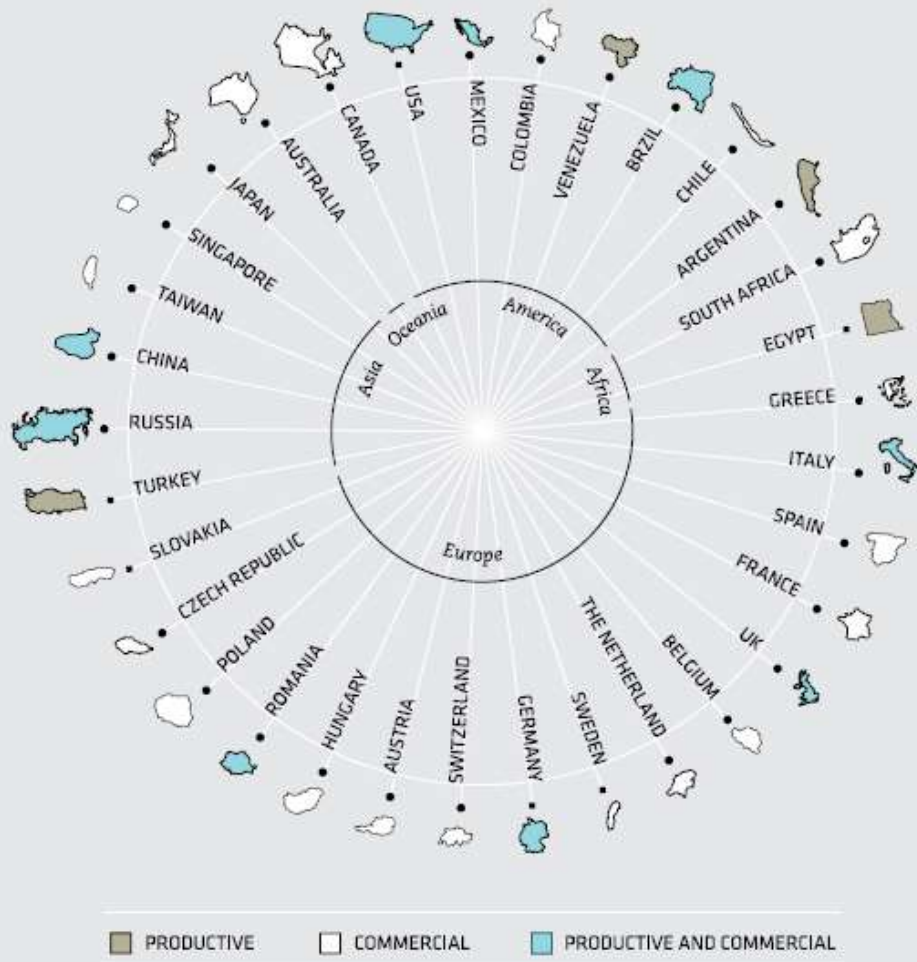 USA
MEXICO
COLOMBIA
VENEZUELA
BRZIL
CHILE
ARGENTINA
SOUTH AFRICA
EGYPT
GREECE
ITALY
SPAIN
FRANCE
UK
BELGIUM
THE NETHERLAND
SWEDEN
GERMANY
SWITZERLAND
AUSTRIA
HUNGARY
ROMANIA
POLAND
CZECH REPUBLIC
SLOVAKIA
TURKEY
RUSSIA
CHINA
TAIWAN
SINGAPORE
JAPAN
AUSTRALIA
CANADA
America
Africa
Europe
Asia
Oceania
PRODUCTIVE
COMMERCIAL
PRODUCTIVE AND COMMERCIAL